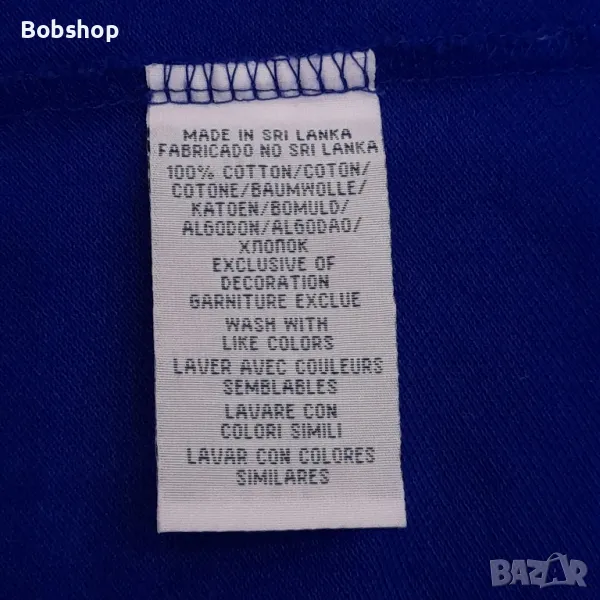 Bobshop
MADE IN SRI LANKA
FABRICADO NO SRI LANKA
100% COTTON/COTON/
COTONE/BAUMWOLLE/
KATOEN/BOMULD/
ALGODON/ALGODAO/
ХЛОПОК
EXCLUSIVE OF
DECORATION
GARNITURE EXCLUE
WASH WITH
LIKE COLORS
LAVER AVEC COULEURS
SEMBLABLES
LAVARE CON
COLORI SIMILI
LAVAR CON COLORES
SIMILARES
BAZAR